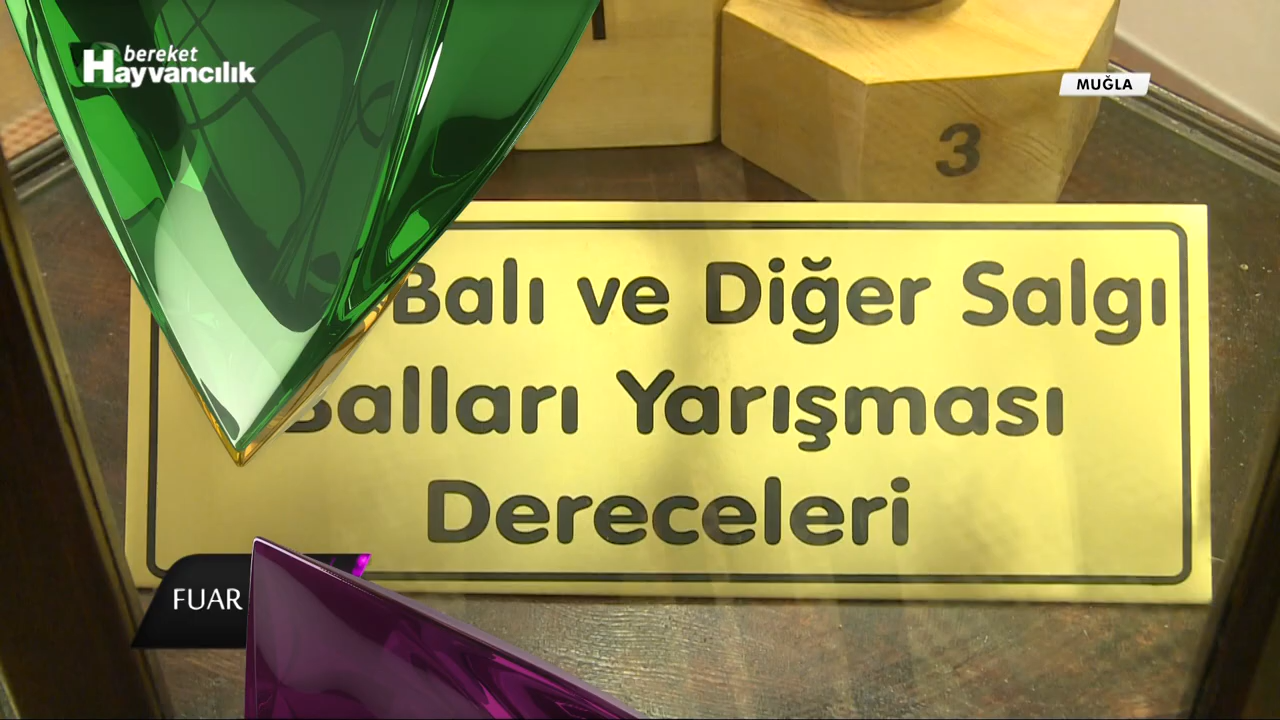 bereket
Hayvancılık
MUĞLA
3
Balı ve Diğer Salgı
Balları Yarışması
Dereceleri
FUAR